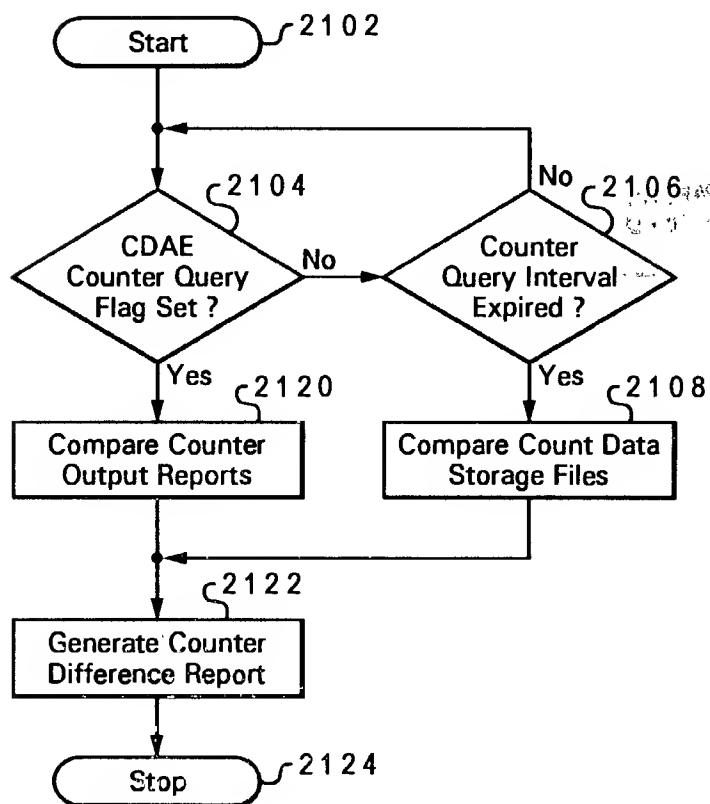 Start
2102
2104
CDAE
Counter Query
Flag Set ?
No
No
2106
Counter
Query Interval
Expired ?
Yes
2120
Compare Counter
Output Reports
Yes
2108
Compare Count Data
Storage Files
2122
Generate Counter
Difference Report
Stop
2124